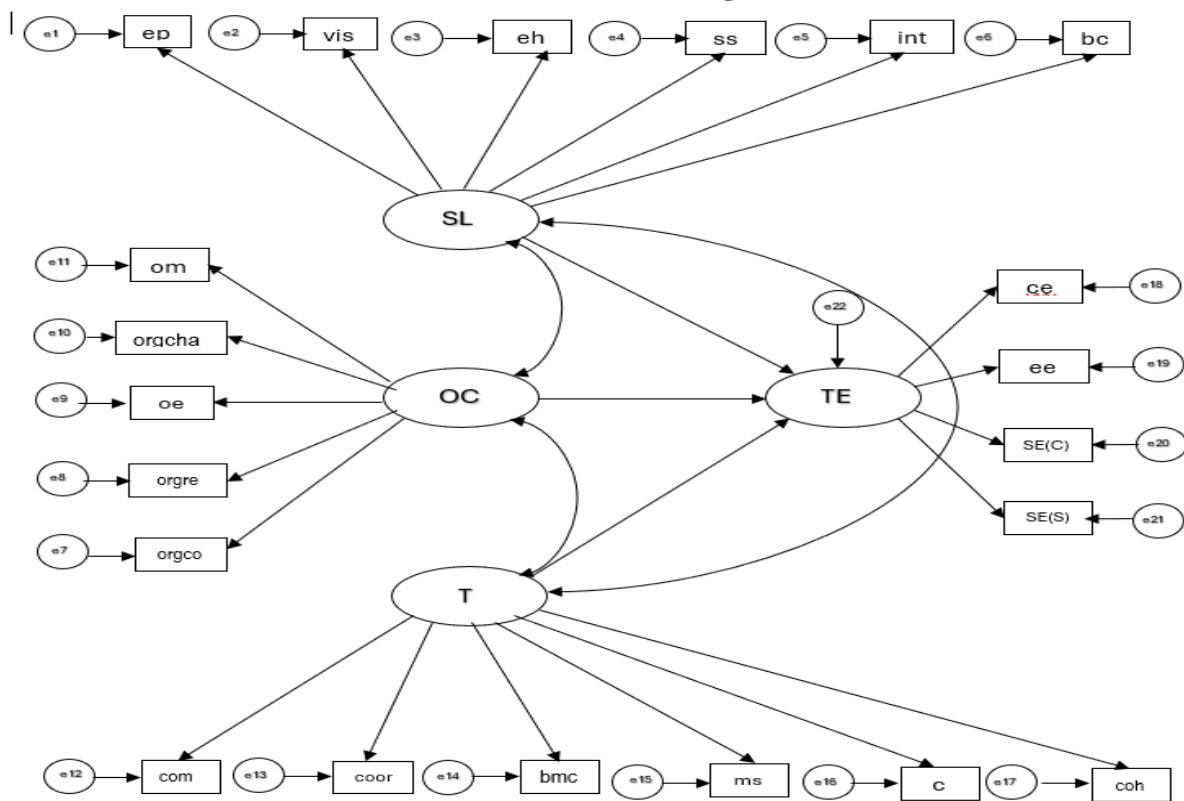 e1 ep e2 vis e3 eh e4 ss e5 int e6 bc
SL
e11 om
e10 orgcha
e9 oe
e8 orgre
e7 orgco
OC
e22
TE
ce e18
ee e19
SE(C) e20
SE(S) e21
T
e12 com e13 coor e14 bmc e15 ms e16 c e17 coh